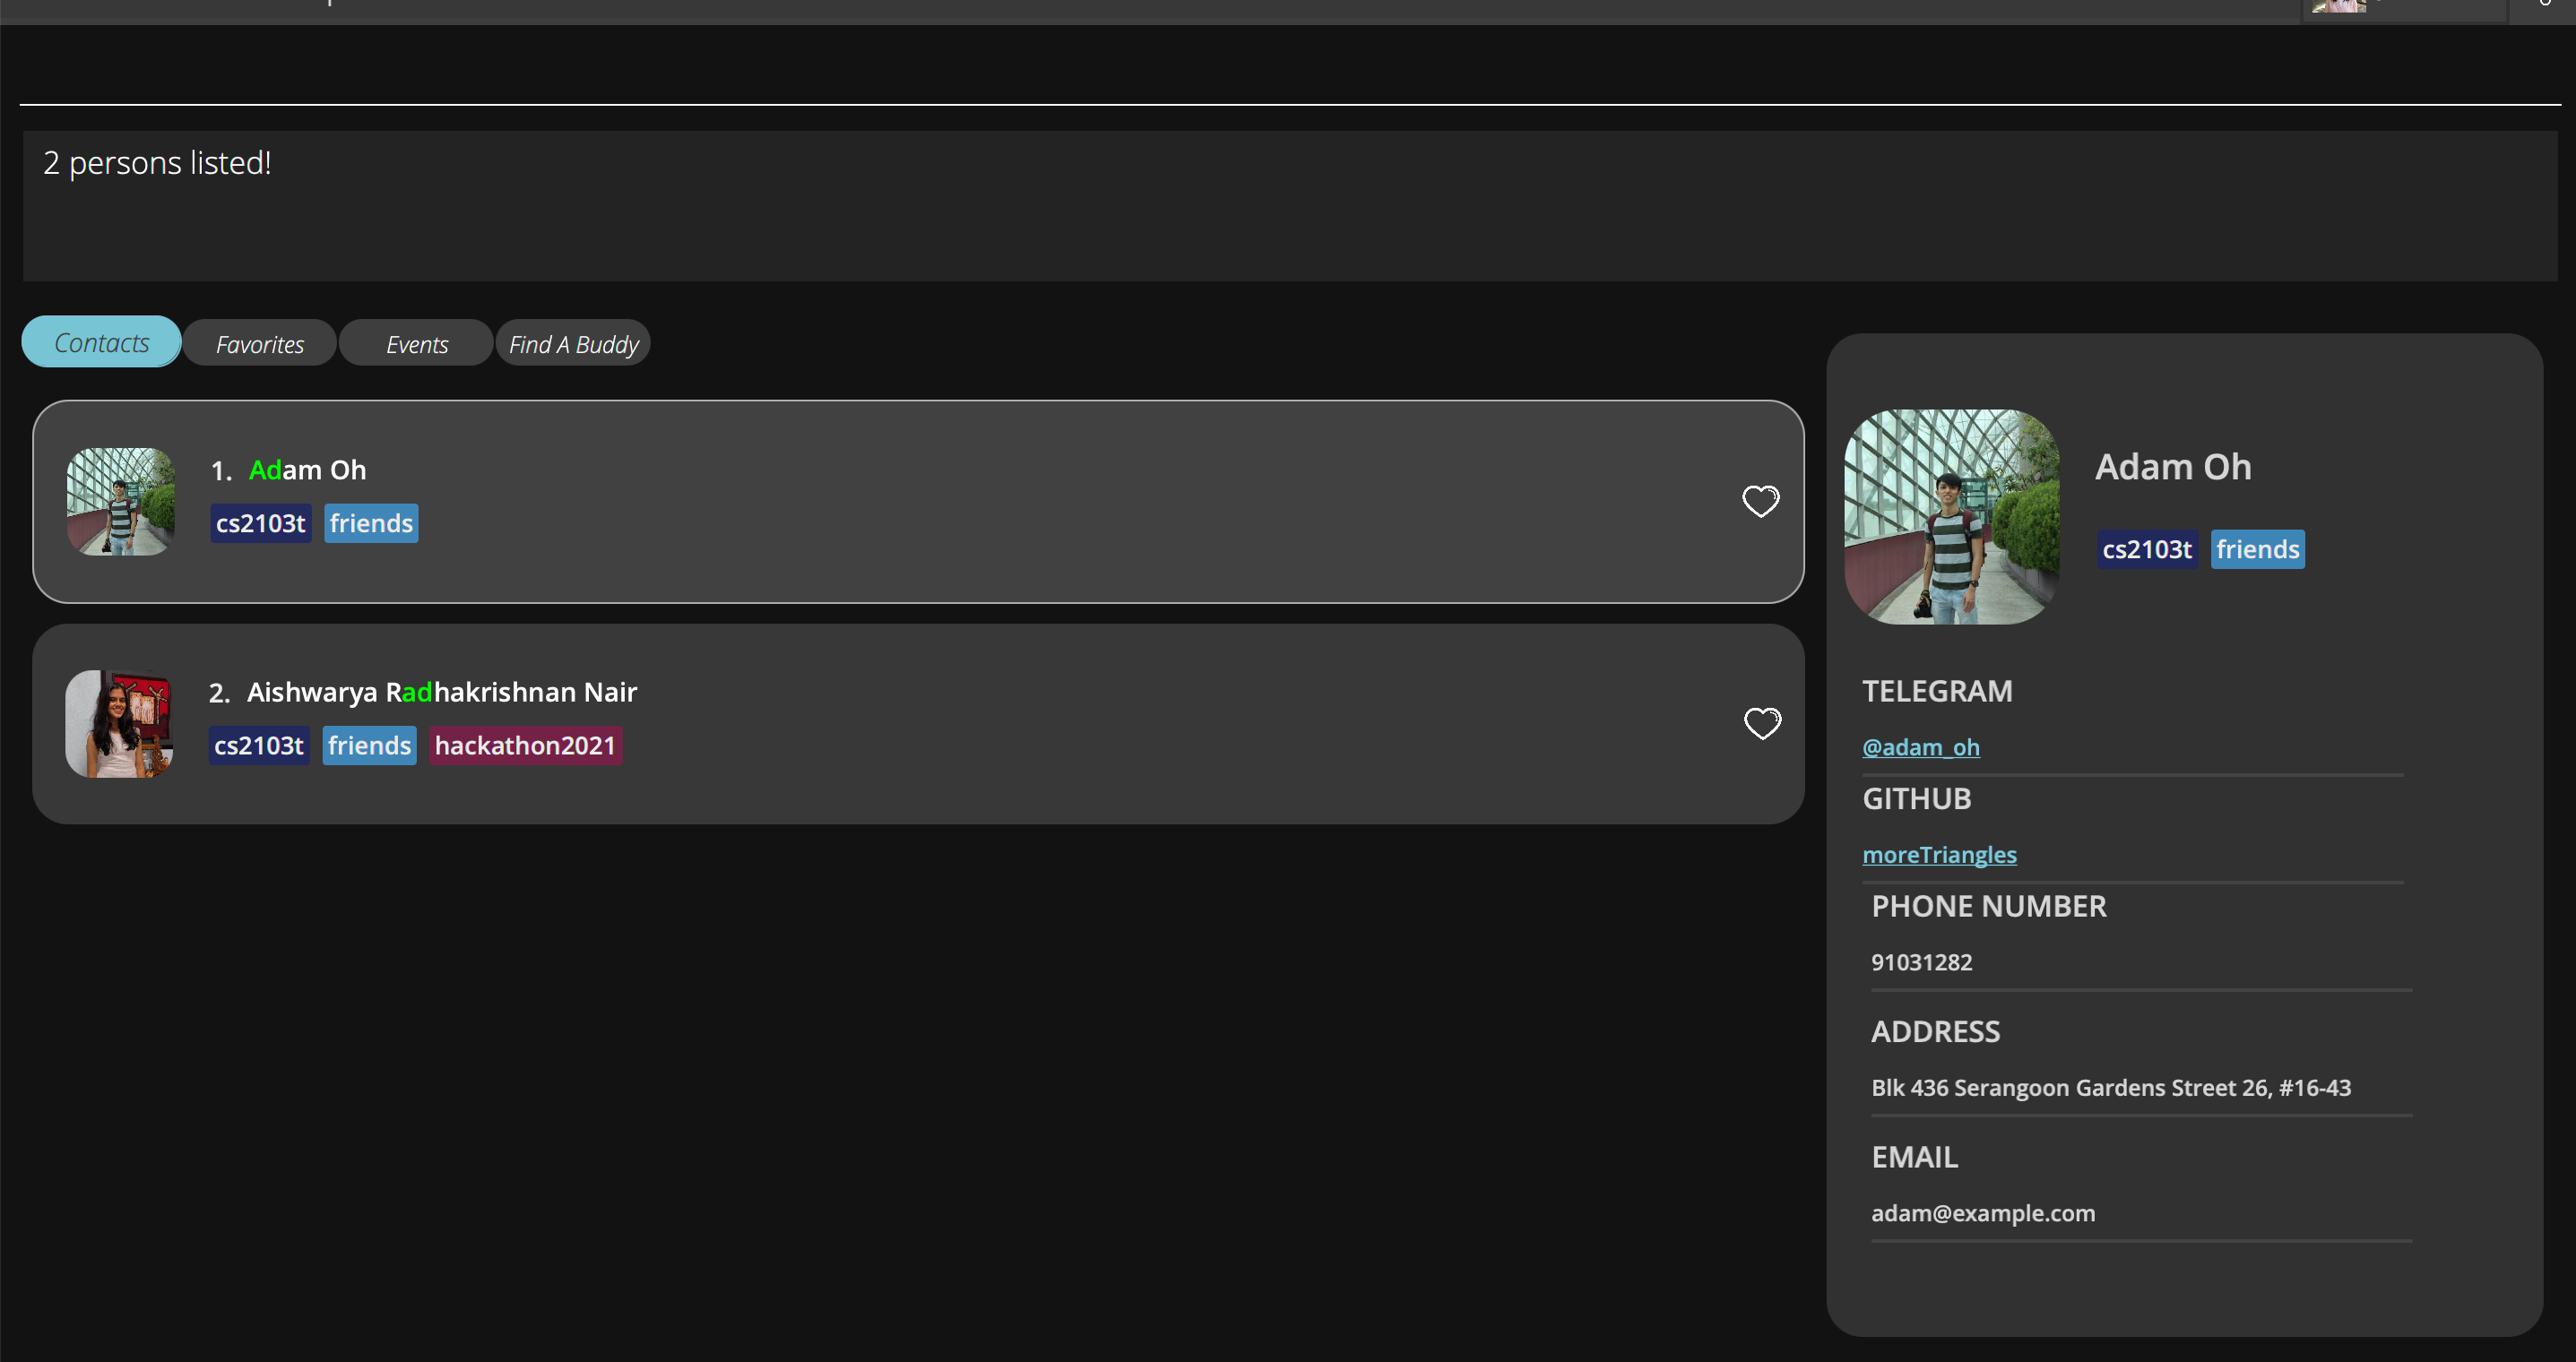 2 persons listed!
Contacts Favorites Events Find A Buddy
1. Adam Oh
cs2103t friends
2. Aishwarya Radhakrishnan Nair
cs2103t friends hackathon2021
Adam Oh
cs2103t friends
TELEGRAM
@adam_oh
GITHUB
moreTriangles
PHONE NUMBER
91031282
ADDRESS
Blk 436 Serangoon Gardens Street 26, #16-43
EMAIL
adam@example.com